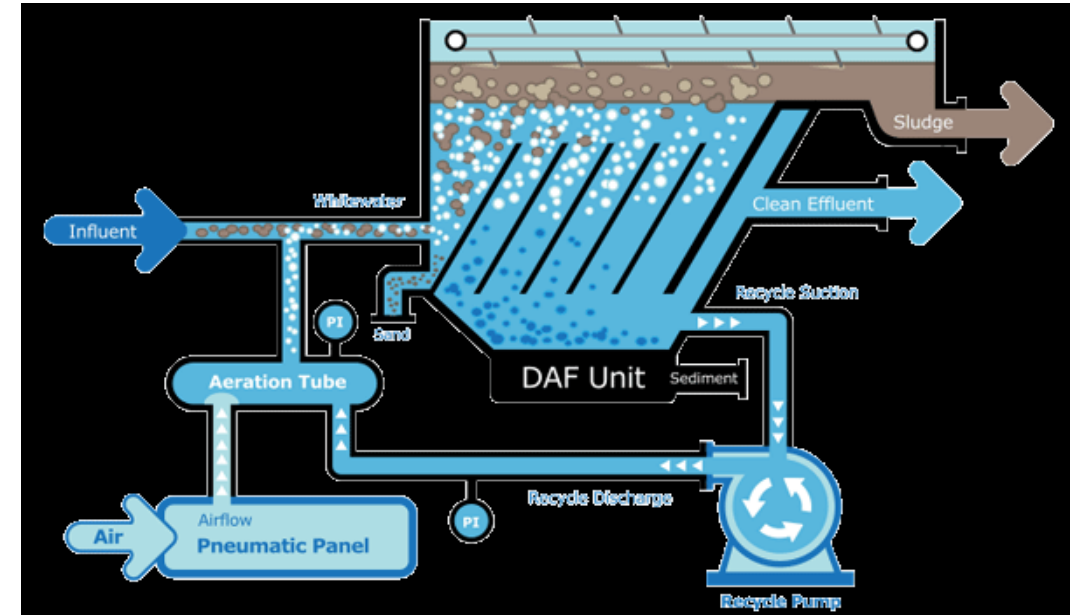 Sludge
Whitewater
Clean Effluent
Influent
Recycle Suction
PI
Sand
DAF Unit
Sediment
Aeration Tube
Recycle Discharge
Airflow
PI
Air
Pneumatic Panel
Recycle Pump